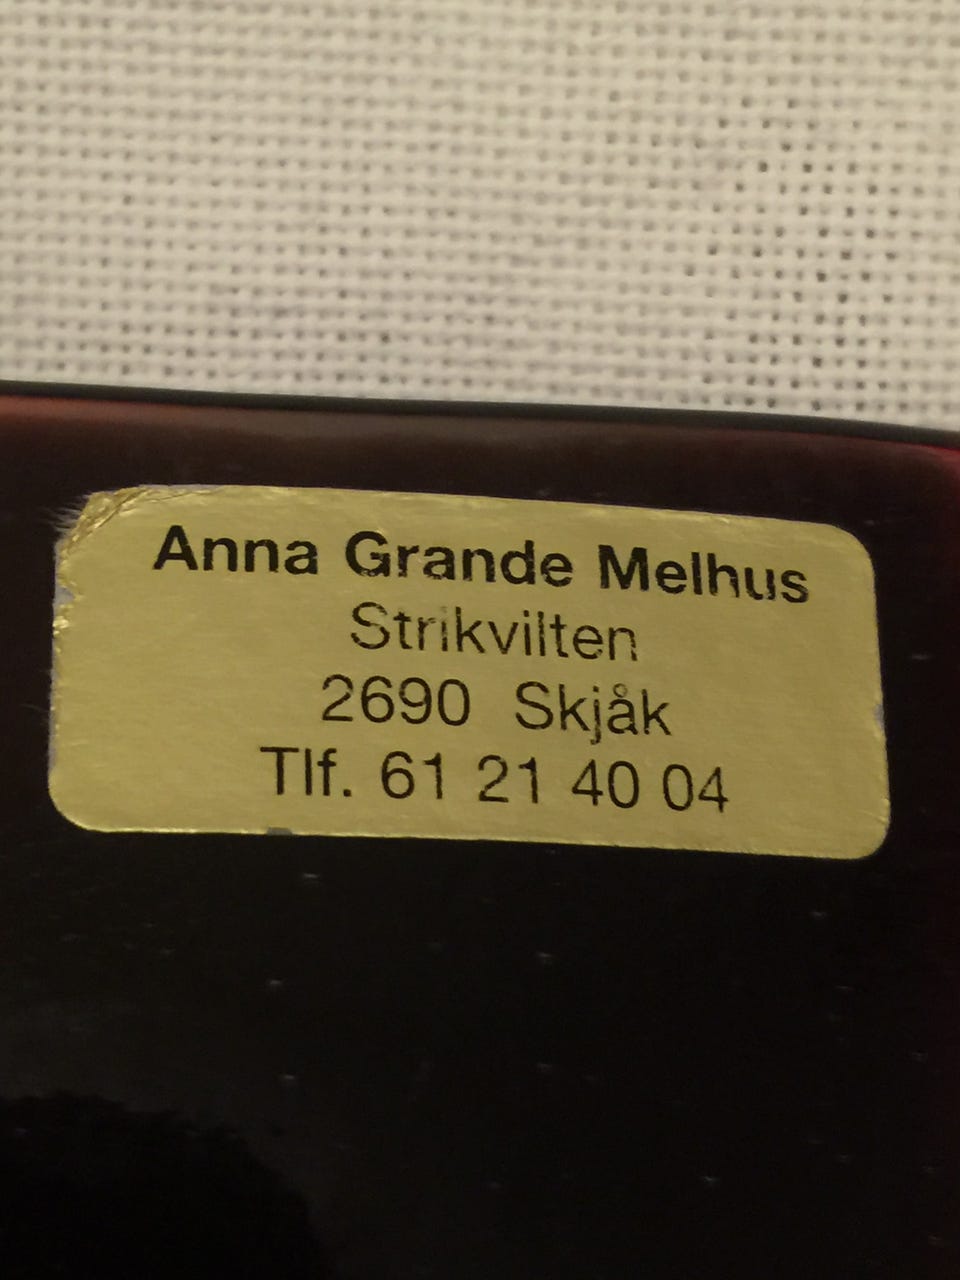 Anna Grande Melhus
Strikvilten
2690 Skjåk
Tlf. 61 21 40 04